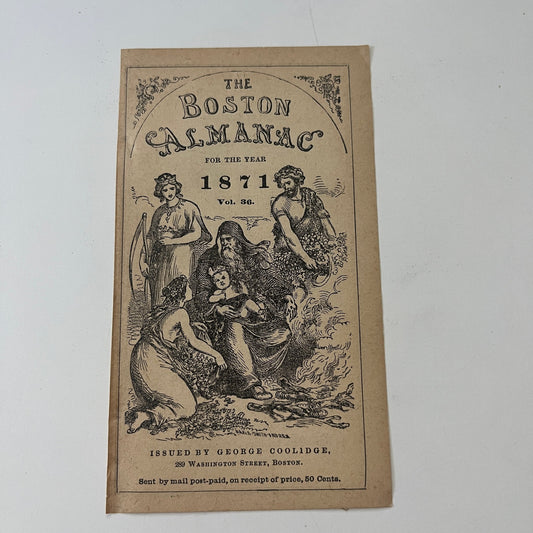 THE
BOSTON
ALMANAC
FOR THE YEAR
1871
Vol. 36.
ISSUED BY GEORGE COOLIDGE,
289 WASHINGTON STREET, BOSTON.
Sent by mail post-paid, on receipt of price, 50 Cents.